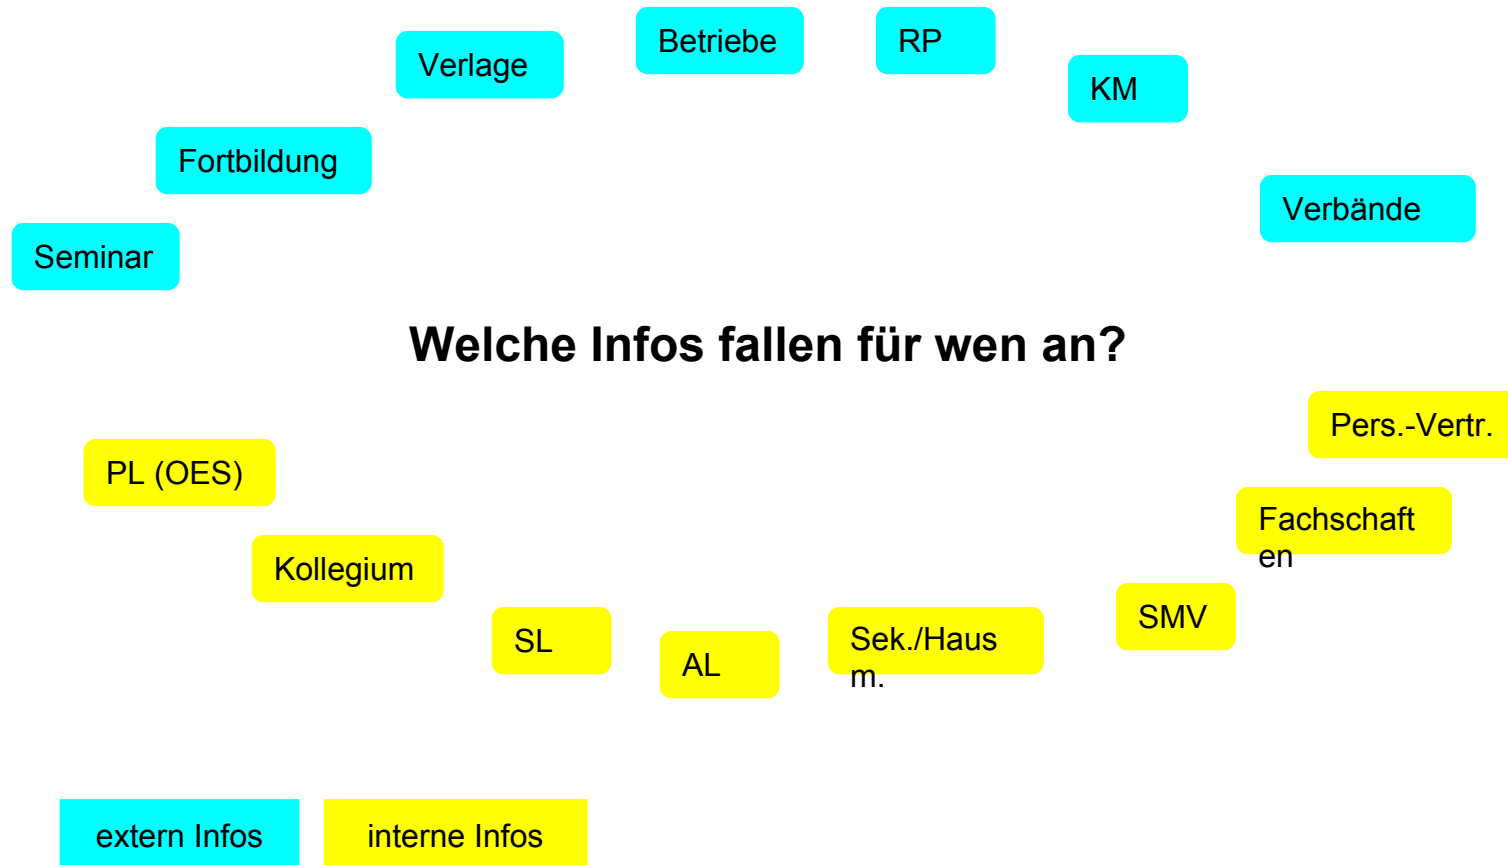 Betriebe
RP
Verlage
KM
Fortbildung
Verbände
Seminar
Welche Infos fallen für wen an?
Pers.-Vertr.
PL (OES)
Fachschaft
en
Kollegium
SMV
SL
AL
Sek./Haus
m.
extern Infos
interne Infos